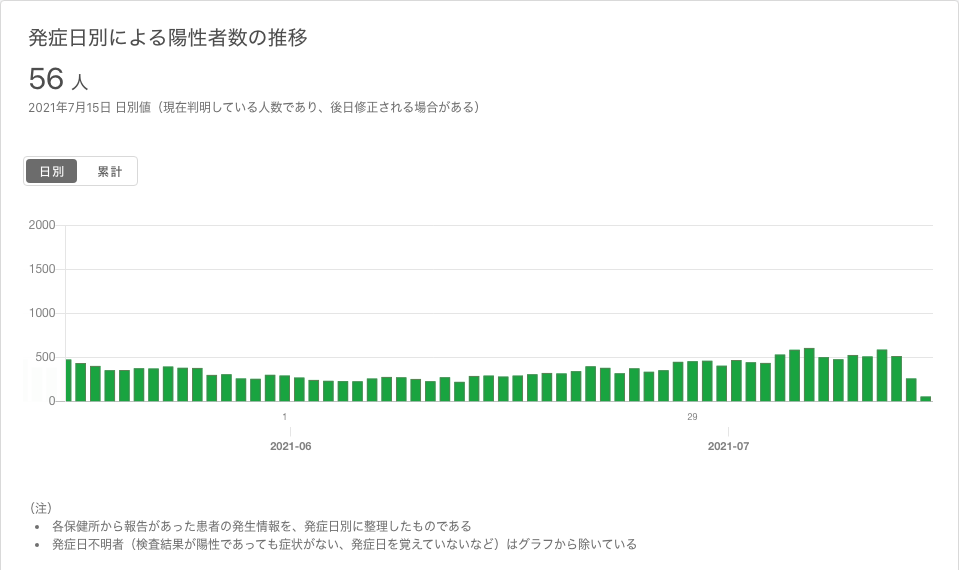 発症日別による陽性者数の推移
56 人
2021年7月15日 日別値（現在判明している人数であり、後日修正される場合がある）
日別 累計
2000
1500
1000
500
0
1 29
2021-06 2021-07
（注）
• 各保健所から報告があった患者の発生情報を、発症日別に整理したものである
• 発症日不明者（検査結果が陽性であっても症状がない、発症日を覚えていないなど）はグラフから除いている